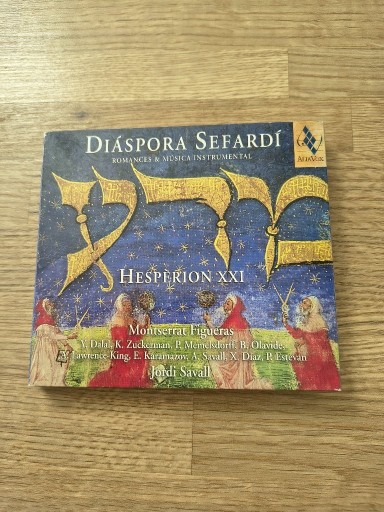 DIÁSPORA SEFARDÍ
ROMANCES & MÚSICA INSTRUMENTAL
ALIAVOX
HESPÈRION XXI
Montserrat Figueras
Y. Dalal, K. Zuckerman, P. Memelsdorff, B. Olavide,
A. Lawrence-King, E. Karamazov, A. Savall, X. Díaz, P. Estevan
Jordi Savall